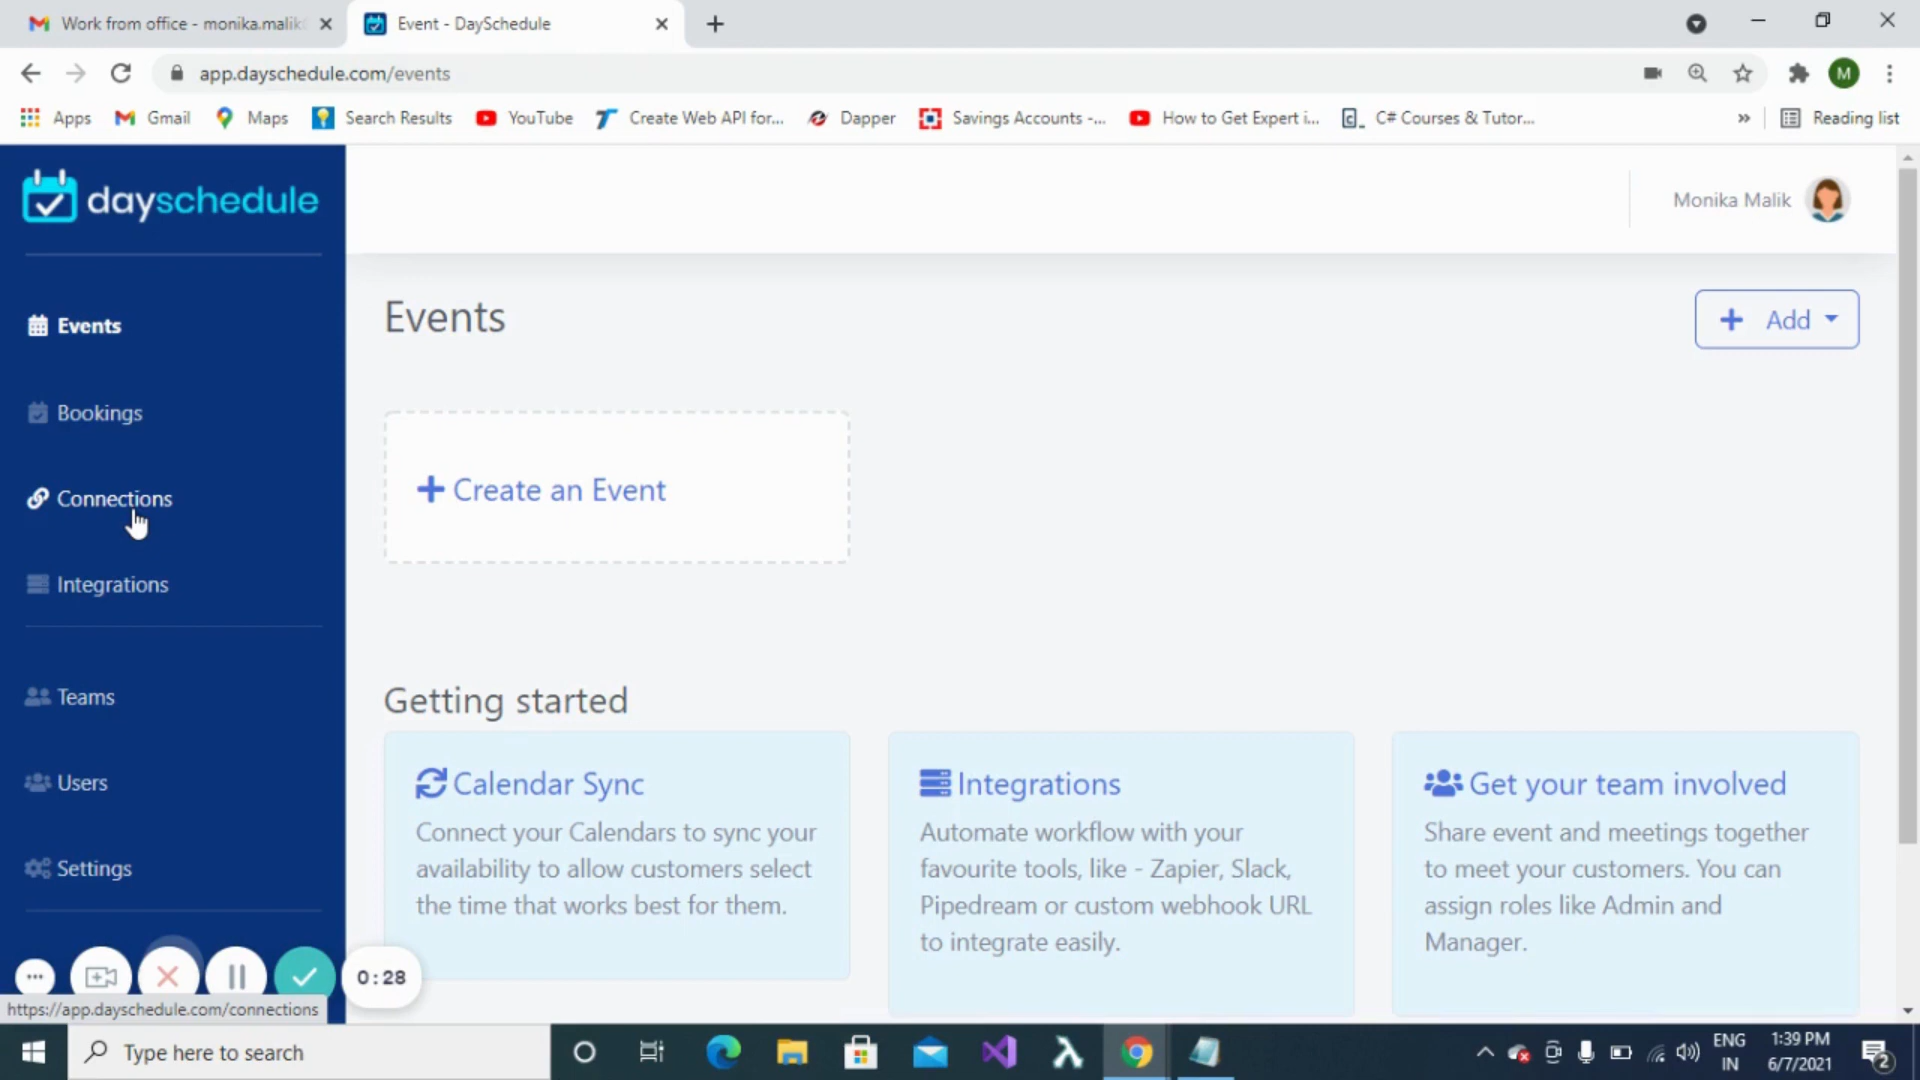 Work from office - monika.malik
Event - DaySchedule
app.dayschedule.com/events
M
Apps
Gmail
Maps
Search Results
YouTube
Create Web API for...
Dapper
Savings Accounts -...
How to Get Expert i...
C# Courses & Tutor...
»
Reading list
dayschedule
Monika Malik
Events
Bookings
Connections
Integrations
Teams
Users
Settings
Events
+ Add
+ Create an Event
Getting started
Calendar Sync
Connect your Calendars to sync your
availability to allow customers select
the time that works best for them.
Integrations
Automate workflow with your
favourite tools, like - Zapier, Slack,
Pipedream or custom webhook URL
to integrate easily.
Get your team involved
Share event and meetings together
to meet your customers. You can
assign roles like Admin and
Manager.
0:28
https://app.dayschedule.com/connections
Type here to search
ENG
IN
1:39 PM
6/7/2021
2